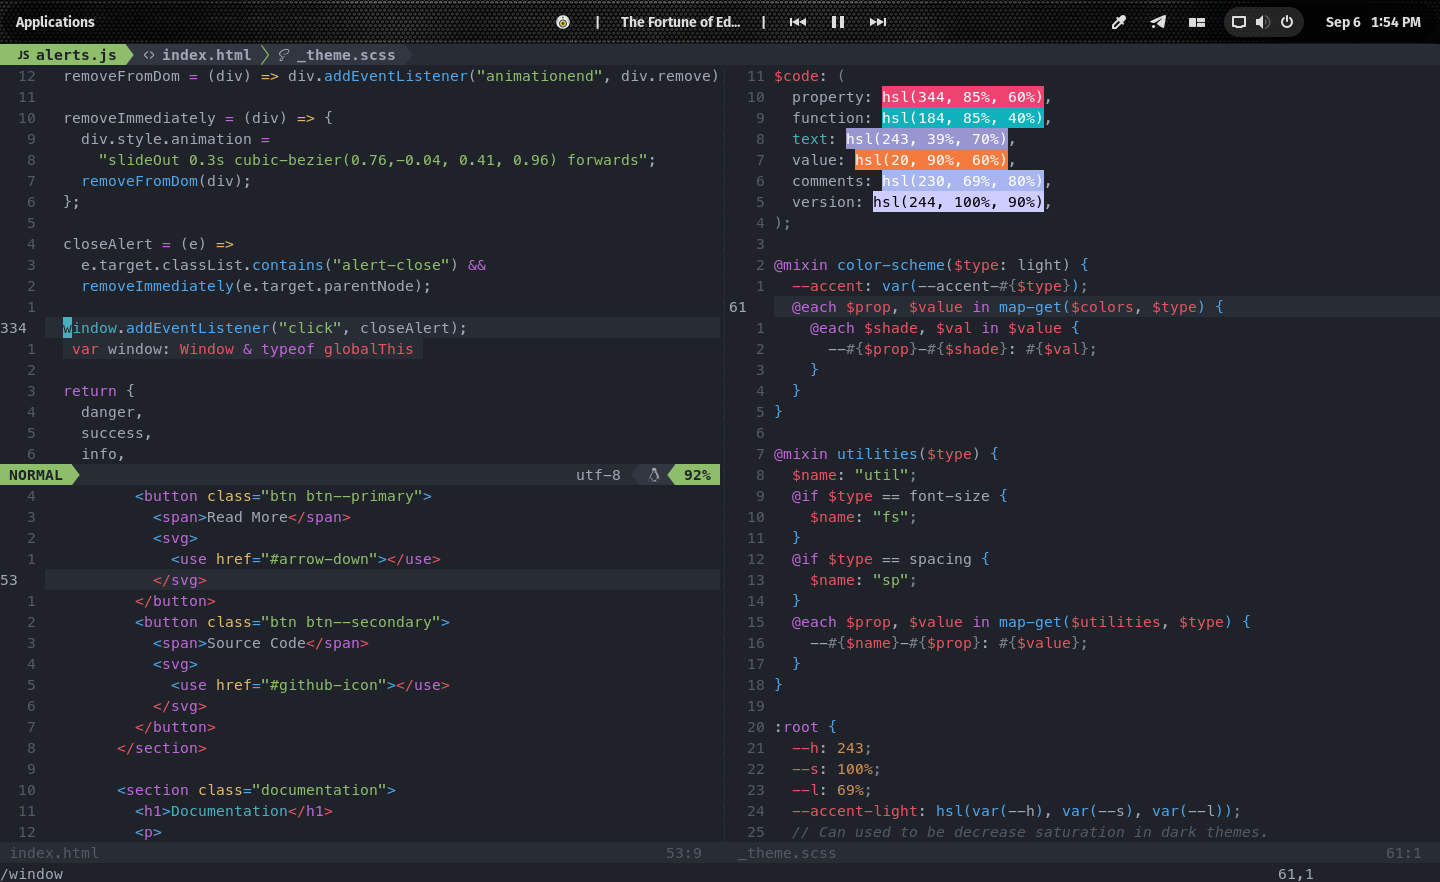 Applications
The Fortune of Ed...
Sep 6 1:54 PM
JS alerts.js
<> index.html
_theme.scss
12 removeFromDom = (div) => div.addEventListener("animationend", div.remove)
11
10 removeImmediately = (div) => {
9 div.style.animation =
8 "slideOut 0.3s cubic-bezier(0.76,-0.04, 0.41, 0.96) forwards";
7 removeFromDom(div);
6 };
5
4 closeAlert = (e) =>
3 e.target.classList.contains("alert-close") &&
2 removeImmediately(e.target.parentNode);
1
334 window.addEventListener("click", closeAlert);
1 var window: Window & typeof globalThis
2
3 return {
4 danger,
5 success,
6 info,
NORMAL utf-8 92%
4 <button class="btn btn--primary">
3 <span>Read More</span>
2 <svg>
1 <use href="#arrow-down"></use>
53 </svg>
1 </button>
2 <button class="btn btn--secondary">
3 <span>Source Code</span>
4 <svg>
5 <use href="#github-icon"></use>
6 </svg>
7 </button>
8 </section>
9
10 <section class="documentation">
11 <h1>Documentation</h1>
12 <p>
index.html 53:9
11 $code: (
10 property: hsl(344, 85%, 60%),
9 function: hsl(184, 85%, 40%),
8 text: hsl(243, 39%, 70%),
7 value: hsl(20, 90%, 60%),
6 comments: hsl(230, 69%, 80%),
5 version: hsl(244, 100%, 90%),
4 );
3
2 @mixin color-scheme($type: light) {
1 --accent: var(--accent-#{$type});
61 @each $prop, $value in map-get($colors, $type) {
1 @each $shade, $val in $value {
2 --#{$prop}-#{$shade}: #{$val};
3 }
4 }
5 }
6
7 @mixin utilities($type) {
8 $name: "util";
9 @if $type == font-size {
10 $name: "fs";
11 }
12 @if $type == spacing {
13 $name: "sp";
14 }
15 @each $prop, $value in map-get($utilities, $type) {
16 --#{$name}-#{$prop}: #{$value};
17 }
18 }
19
20 :root {
21 --h: 243;
22 --s: 100%;
23 --l: 69%;
24 --accent-light: hsl(var(--h), var(--s), var(--l));
25 // Can used to be decrease saturation in dark themes.
_theme.scss 61:1
/window 61,1